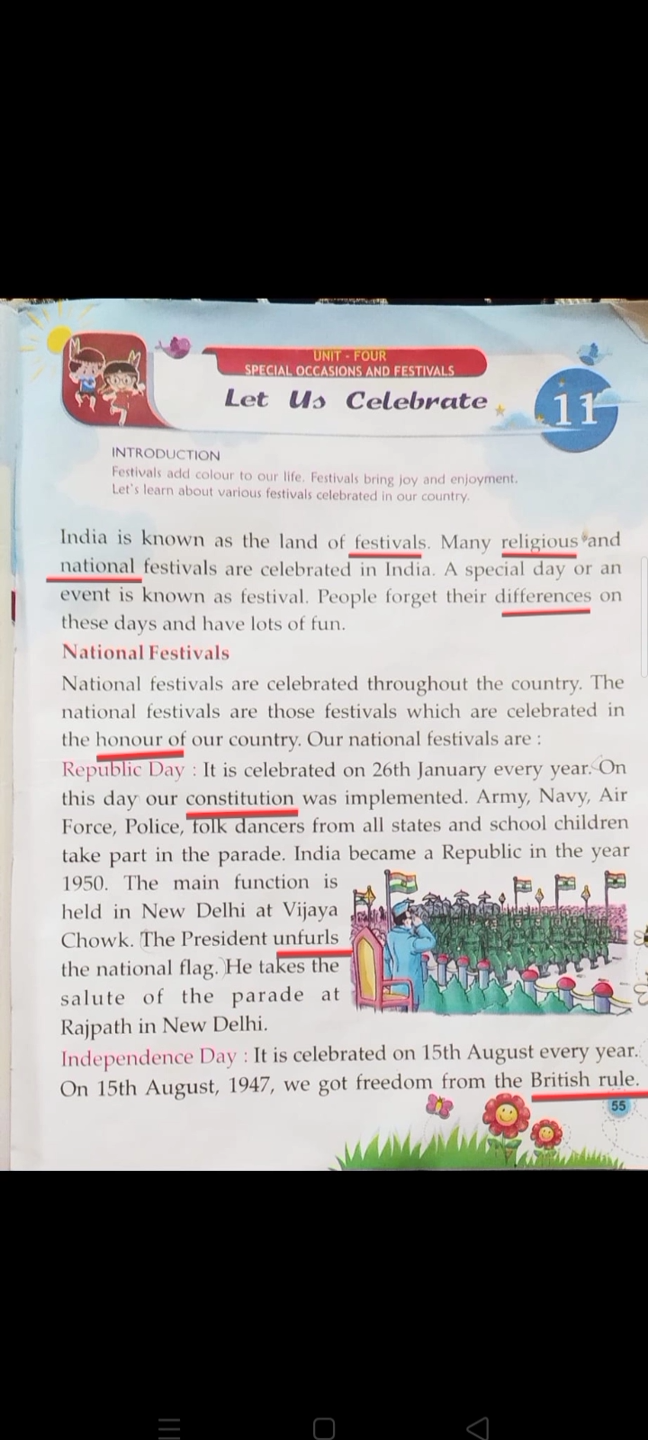 UNIT - FOUR
SPECIAL OCCASIONS AND FESTIVALS
Let Us Celebrate
11
INTRODUCTION
Festivals add colour to our life. Festivals bring joy and enjoyment.
Let's learn about various festivals celebrated in our country.
India is known as the land of festivals. Many religious and
national festivals are celebrated in India. A special day or an
event is known as festival. People forget their differences on
these days and have lots of fun.
National Festivals
National festivals are celebrated throughout the country. The
national festivals are those festivals which are celebrated in
the honour of our country. Our national festivals are :
Republic Day : It is celebrated on 26th January every year. On
this day our constitution was implemented. Army, Navy, Air
Force, Police, folk dancers from all states and school children
take part in the parade. India became a Republic in the year
1950. The main function is
held in New Delhi at Vijaya
Chowk. The President unfurls
the national flag. He takes the
salute of the parade at
Rajpath in New Delhi.
Independence Day : It is celebrated on 15th August every year.
On 15th August, 1947, we got freedom from the British rule.
55